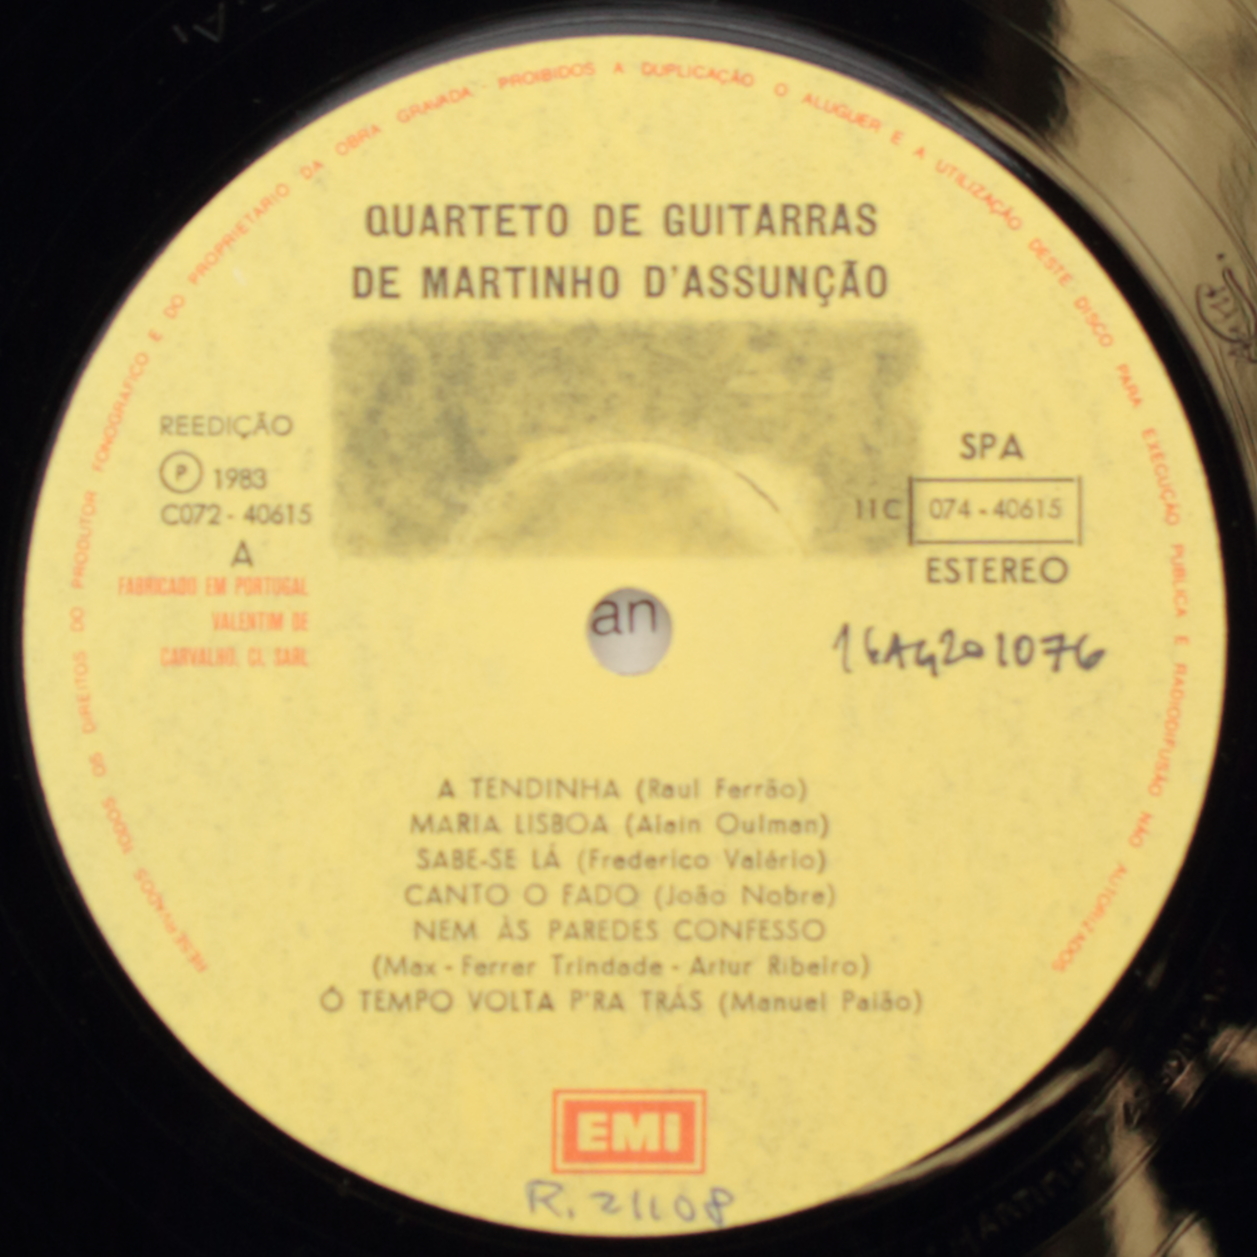 RESERVADOS TODOS OS DIREITOS DO PRODUTOR FONOGRÁFICO E DO PROPRIETÁRIO DA OBRA GRAVADA · PROIBIDOS A DUPLICAÇÃO O ALUGUER E A UTILIZAÇÃO DESTE DISCO PARA EXECUÇÃO PÚBLICA E RADIODIFUSÃO NÃO AUTORIZADOS
QUARTETO DE GUITARRAS
DE MARTINHO D'ASSUNÇÃO
REEDIÇÃO
Ⓟ 1983
C072 - 40615
A
FABRICADO EM PORTUGAL
VALENTIM DE
CARVALHO, CI, SARL
SPA
11C 074 - 40615
ESTEREO
an
16AG201076
A TENDINHA (Raul Ferrão)
MARIA LISBOA (Alain Oulman)
SABE-SE LÁ (Frederico Valério)
CANTO O FADO (João Nobre)
NEM ÀS PAREDES CONFESSO
(Max - Ferrer Trindade - Artur Ribeiro)
Ó TEMPO VOLTA P'RA TRÁS (Manuel Paião)
EMI
R. 21108